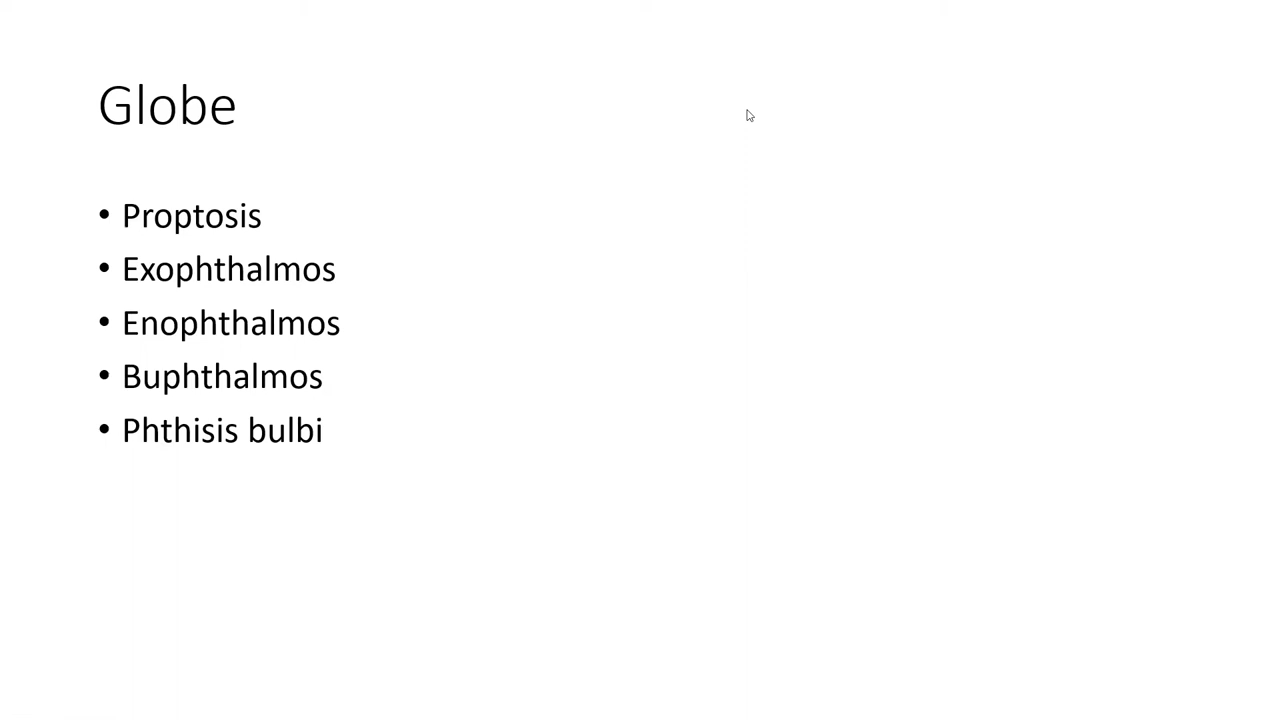 Globe
• Proptosis
• Exophthalmos
• Enophthalmos
• Buphthalmos
• Phthisis bulbi